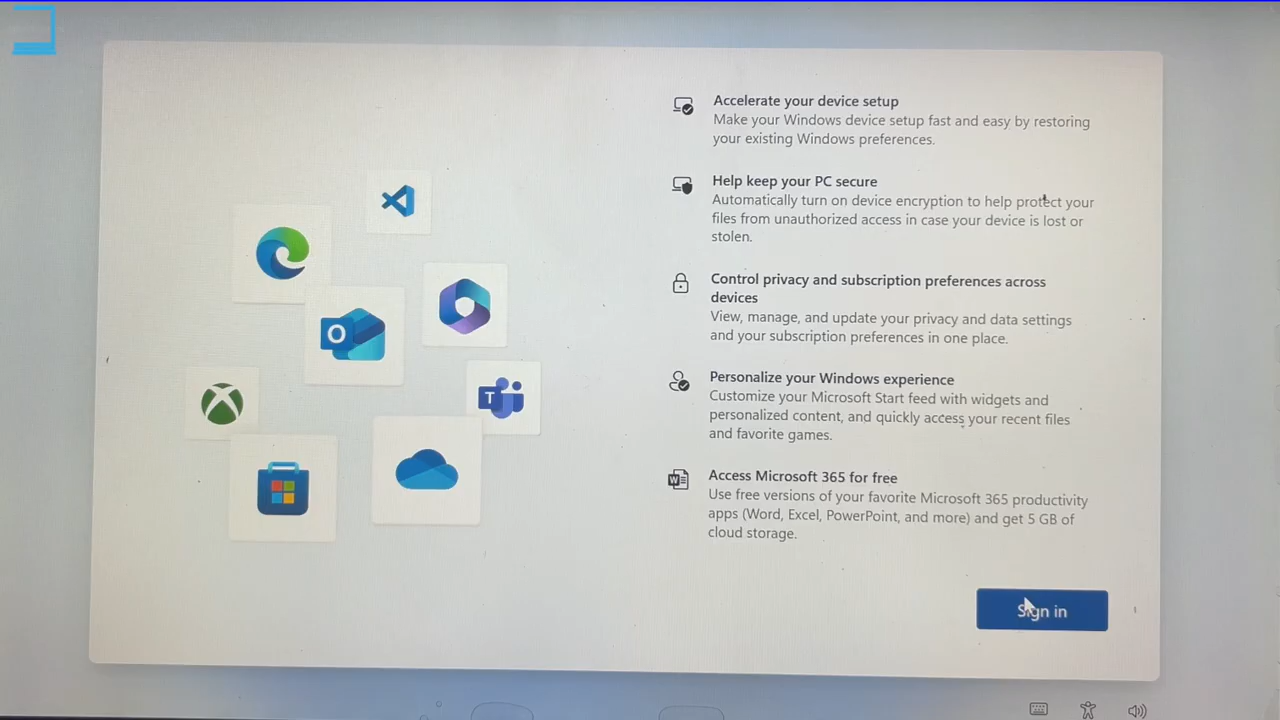 Accelerate your device setup
Make your Windows device setup fast and easy by restoring
your existing Windows preferences.
Help keep your PC secure
Automatically turn on device encryption to help protect your
files from unauthorized access in case your device is lost or
stolen.
Control privacy and subscription preferences across
devices
View, manage, and update your privacy and data settings
and your subscription preferences in one place.
Personalize your Windows experience
Customize your Microsoft Start feed with widgets and
personalized content, and quickly access your recent files
and favorite games.
Access Microsoft 365 for free
Use free versions of your favorite Microsoft 365 productivity
apps (Word, Excel, PowerPoint, and more) and get 5 GB of
cloud storage.
Sign in